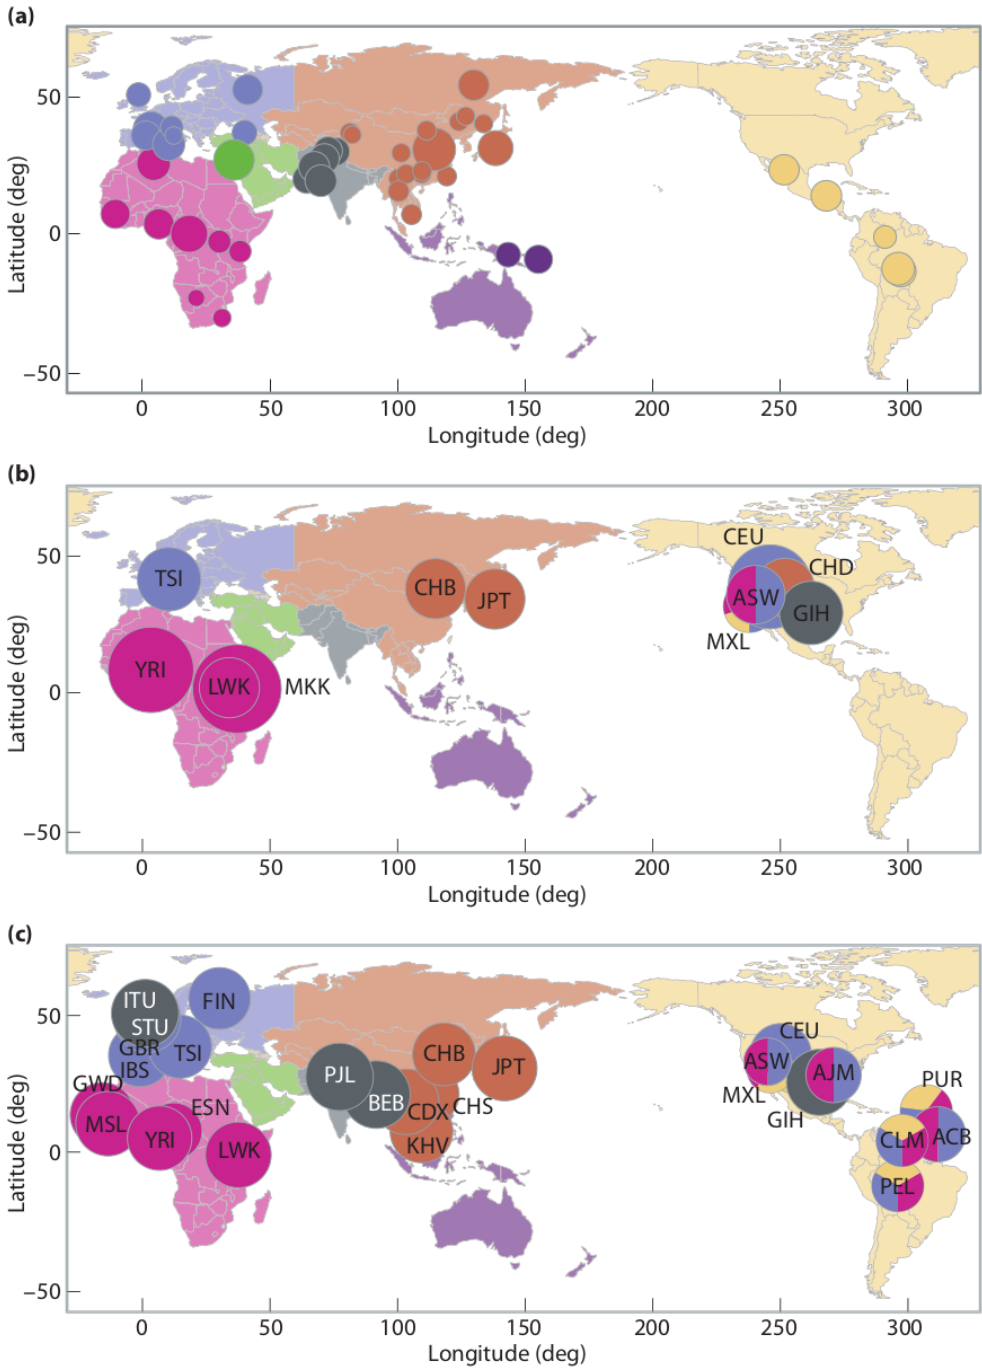 (a)
50
0
−50
Latitude (deg)
0 50 100 150 200 250 300
Longitude (deg)
(b)
50
0
−50
Latitude (deg)
TSI
YRI
LWK
MKK
CHB
JPT
CEU
CHD
ASW
GIH
MXL
0 50 100 150 200 250 300
Longitude (deg)
(c)
50
0
−50
Latitude (deg)
ITU
STU
FIN
GBR
TSI
IBS
GWD
MSL
ESN
YRI
LWK
PJL
BEB
CHB
JPT
CDX
CHS
KHV
CEU
ASW
AJM
MXL
GIH
PUR
ACB
CLM
PEL
0 50 100 150 200 250 300
Longitude (deg)